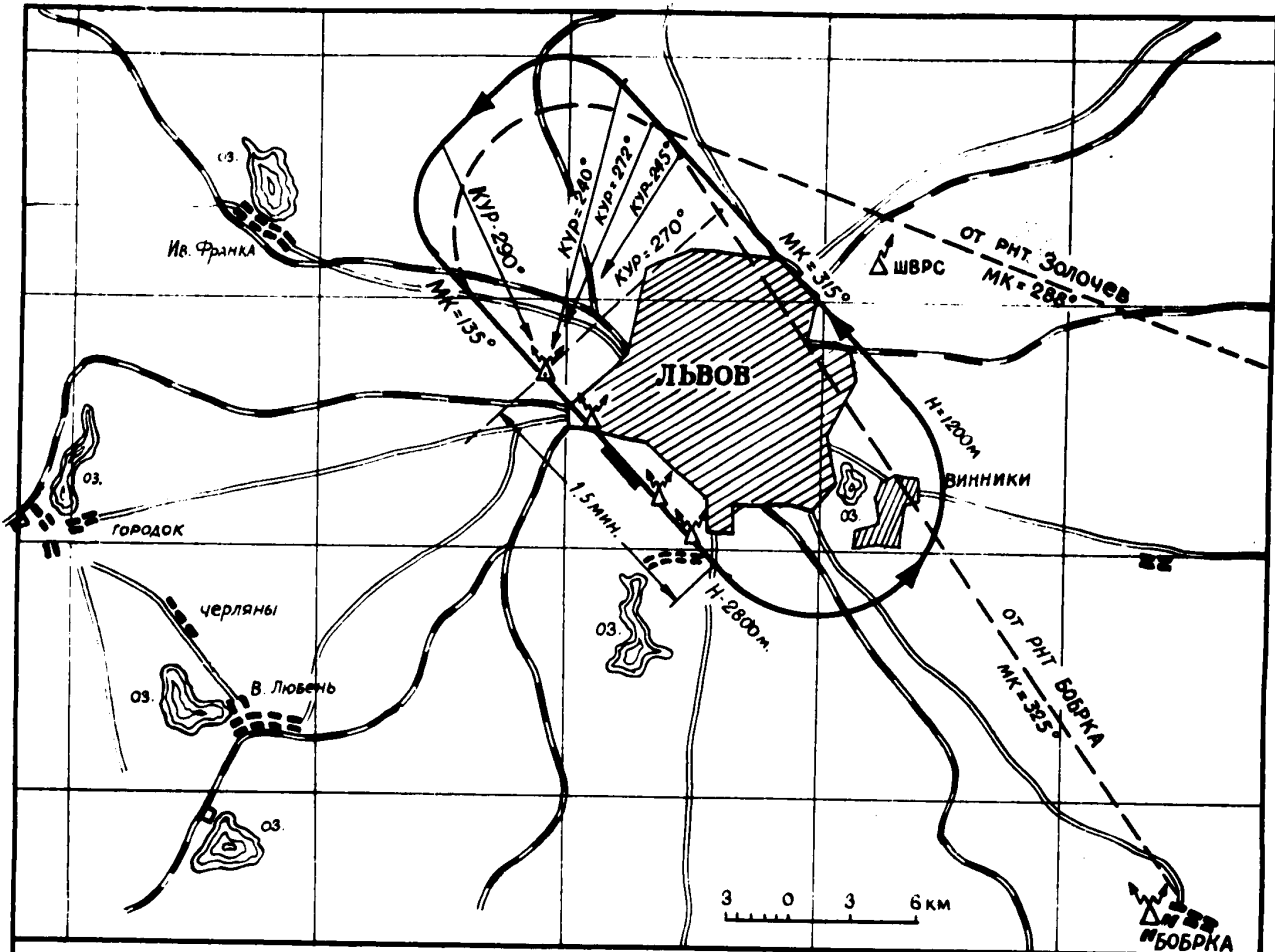 оз.
Ив. Франка
КУР-290°
КУР=240°
КУР=272°
КУР-245°
КУР=270°
МК=135°
МК=315°
ШВРС
от рнт. Золочев
МК=288°
ЛЬВОВ
Н=1200м
оз.
городок
1.5 мин.
оз
Винники
Черляны
оз.
Н-2800м.
оз.
В. Любень
от рнт Бобрка
МК=325°
оз.
3 0 3 6 км
Бобрка